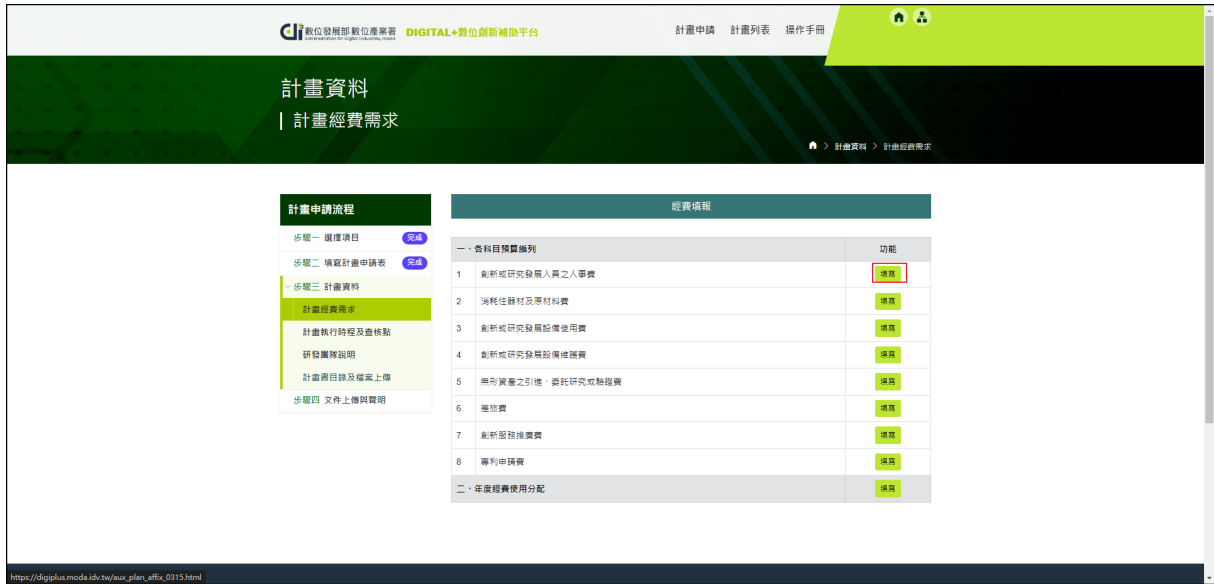 數位發展部數位產業署 DIGITAL+數位創新補助平台
Administration for Digital Industries, moda
計畫申請 計畫列表 操作手冊
計畫資料
計畫經費需求
計畫資料 > 計畫經費需求
計畫申請流程
步驟一 選擇項目 完成
步驟二 填寫計畫申請表 完成
步驟三 計畫資料
計畫經費需求
計畫執行時程及查核點
研發團隊說明
計畫書目錄及檔案上傳
步驟四 文件上傳與聲明
經費填報
一、各科目預算編列 功能
1 創新或研究發展人員之人事費 填寫
2 消耗性器材及原材料費 填寫
3 創新或研究發展設備使用費 填寫
4 創新或研究發展設備維護費 填寫
5 無形資產之引進、委託研究或驗證費 填寫
6 差旅費 填寫
7 創新服務推廣費 填寫
8 專利申請費 填寫
二、年度經費使用分配 填寫
https://digiplus.moda.idv.tw/aux_plan_affix_0315.html